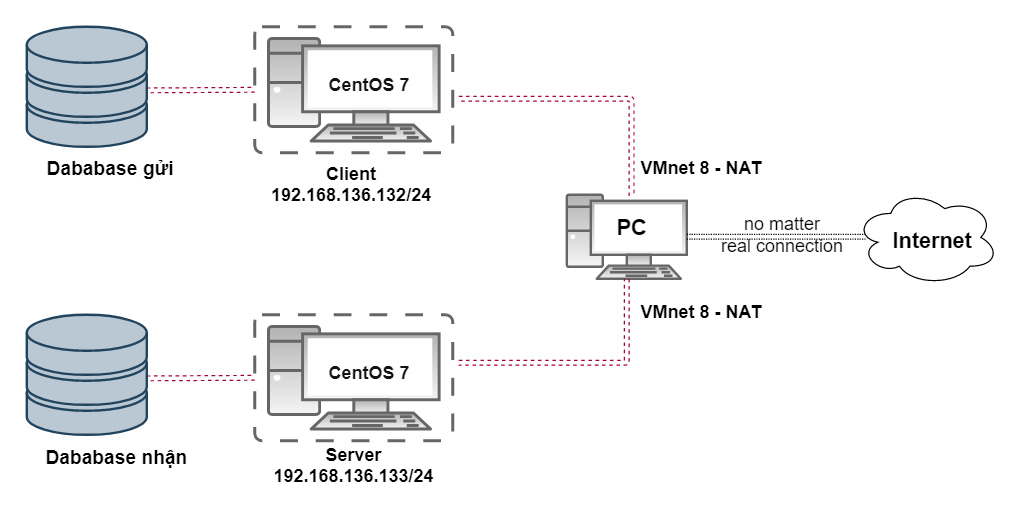 CentOS 7
Dababase gửi
Client
192.168.136.132/24
VMnet 8 - NAT
PC
no matter
real connection
Internet
VMnet 8 - NAT
CentOS 7
Dababase nhận
Server
192.168.136.133/24